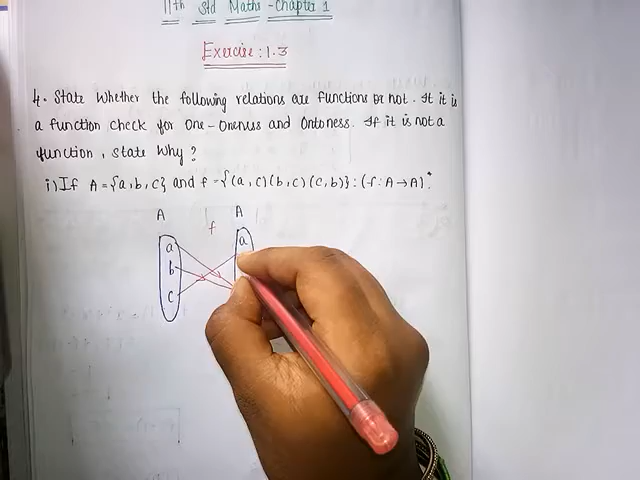 11th Std Maths - Chapter 1
Exercise : 1.3
4. State whether the following relations are functions or not. If it is
a function check for One-Oneness and Ontoness. If it is not a
function, state why?
i) If A = {a, b, c} and f = {(a, c) (b, c) (c, b)} : (f : A → A).
A f A
a a
b
c